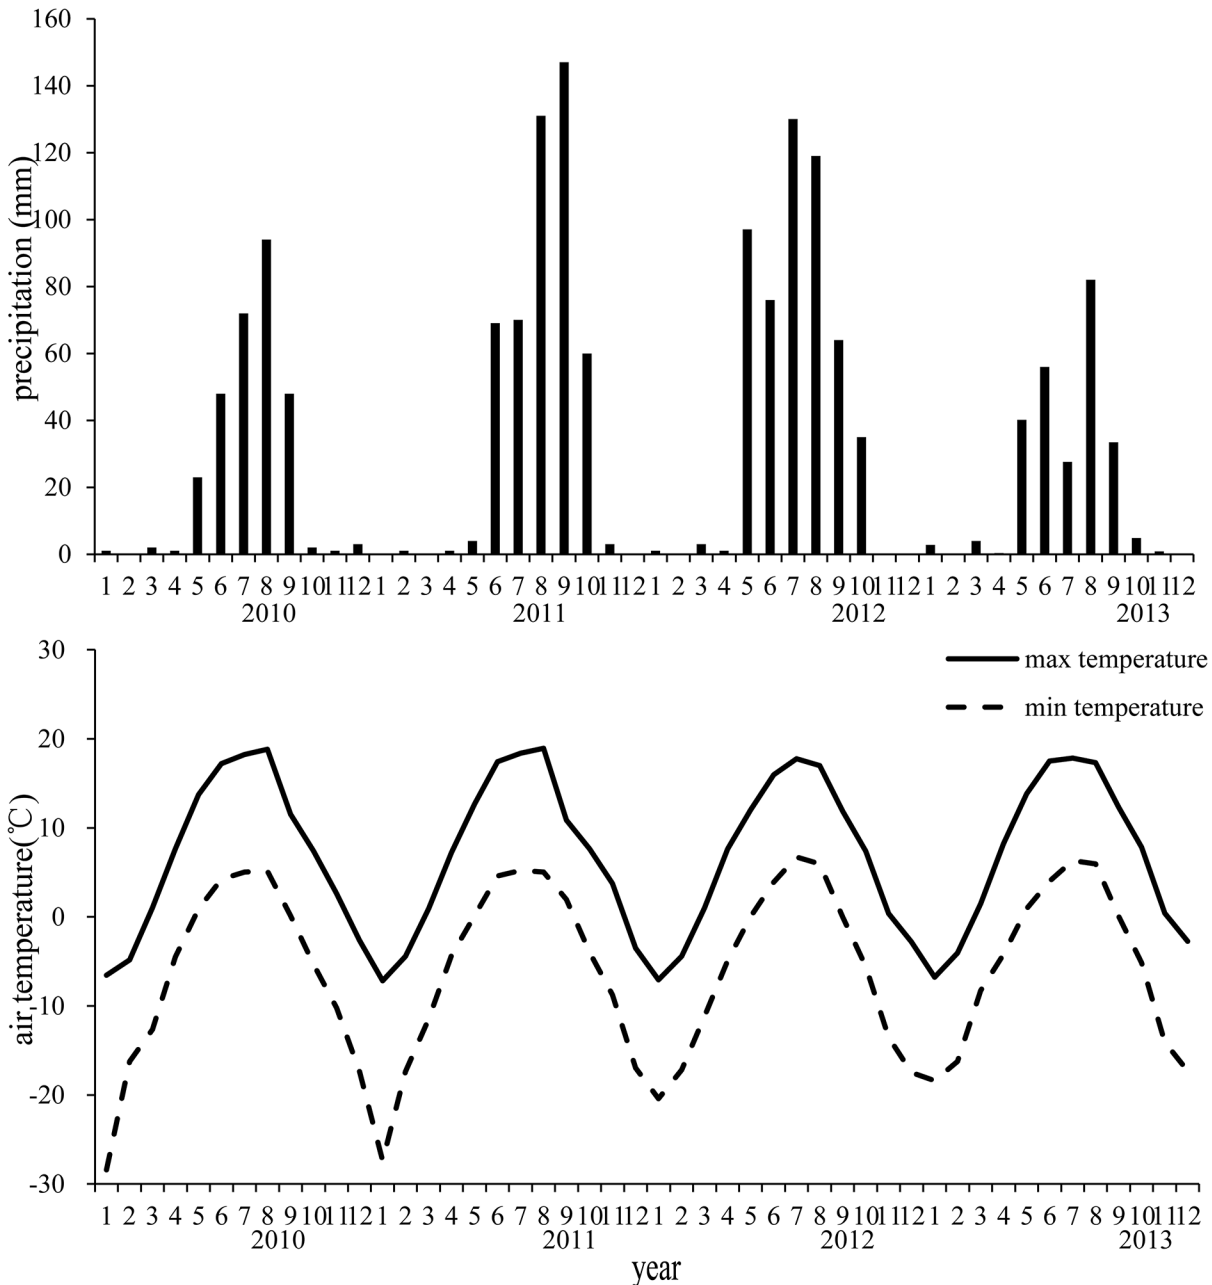 160
140
120
100
80
60
40
20
0
precipitation (mm)
1 2 3 4 5 6 7 8 9 10 11 12 1 2 3 4 5 6 7 8 9 10 11 12 1 2 3 4 5 6 7 8 9 10 11 12 1 2 3 4 5 6 7 8 9 10 11 12
2010 2011 2012 2013
max temperature
min temperature
30
20
10
0
-10
-20
-30
air temperature(℃)
1 2 3 4 5 6 7 8 9 10 11 12 1 2 3 4 5 6 7 8 9 10 11 12 1 2 3 4 5 6 7 8 9 10 11 12 1 2 3 4 5 6 7 8 9 10 11 12
2010 2011 2012 2013
year